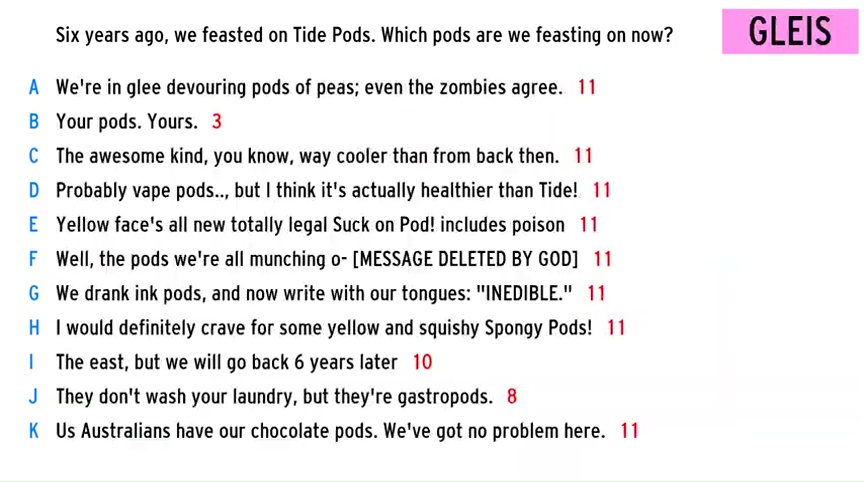 Six years ago, we feasted on Tide Pods. Which pods are we feasting on now?
GLEIS
A We're in glee devouring pods of peas; even the zombies agree. 11
B Your pods. Yours. 3
C The awesome kind, you know, way cooler than from back then. 11
D Probably vape pods.., but I think it's actually healthier than Tide! 11
E Yellow face's all new totally legal Suck on Pod! includes poison 11
F Well, the pods we're all munching o- [MESSAGE DELETED BY GOD] 11
G We drank ink pods, and now write with our tongues: "INEDIBLE." 11
H I would definitely crave for some yellow and squishy Spongy Pods! 11
I The east, but we will go back 6 years later 10
J They don't wash your laundry, but they're gastropods. 8
K Us Australians have our chocolate pods. We've got no problem here. 11